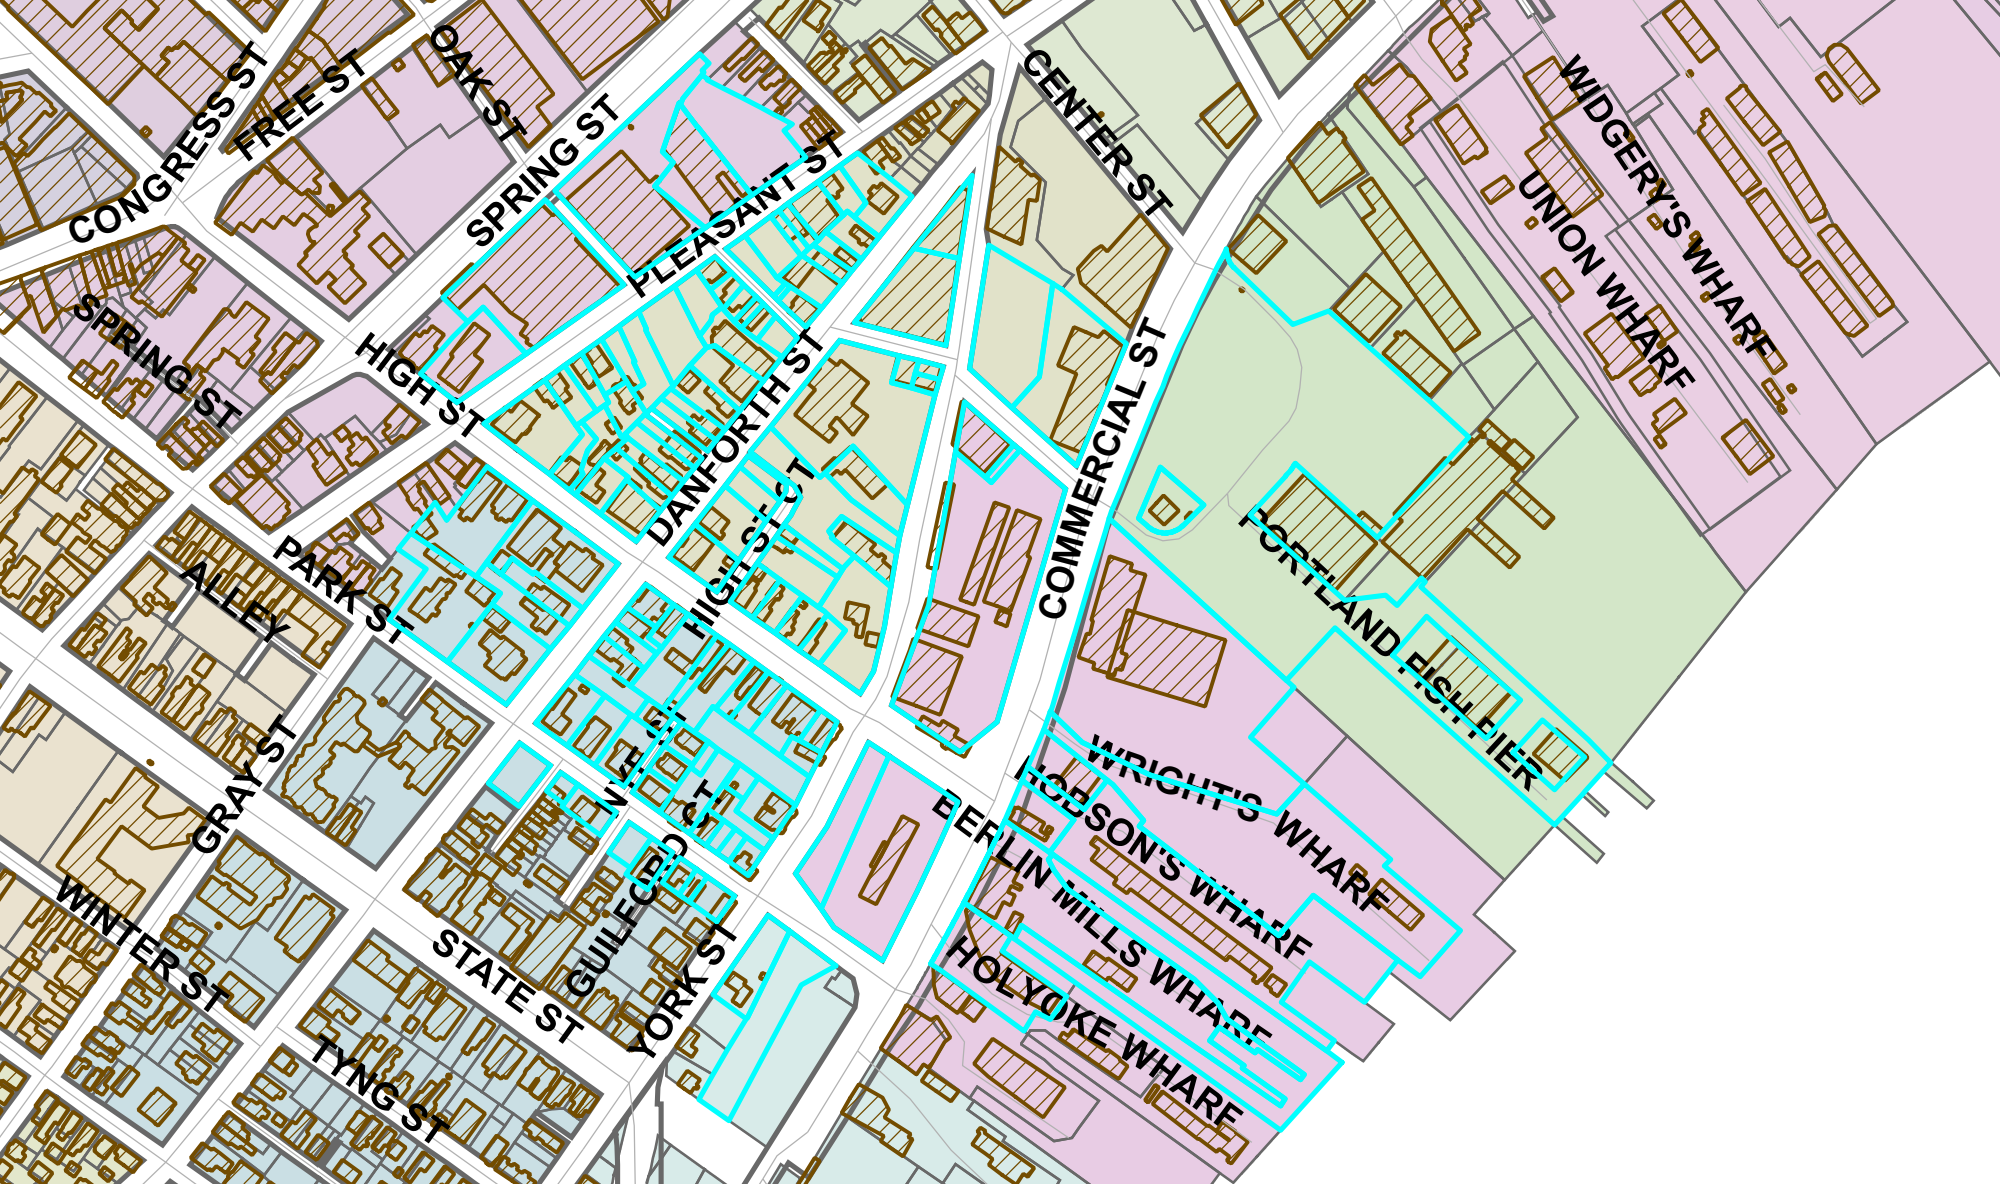 OAK ST
CENTER ST
CONGRESS ST
FREE ST
SPRING ST
WIDGERY'S WHARF
PLEASANT ST
UNION WHARF
SPRING ST
HIGH ST
DANFORTH ST
COMMERCIAL ST
HIGH ST CT
PARK ST
ALLEY
PORTLAND FISH PIER
GRAY ST
NYE ST
WRIGHT'S WHARF
HOBSON'S WHARF
BERLIN MILLS WHARF
GUILFORD CT
WINTER ST
STATE ST
YORK ST
HOLYOKE WHARF
TYNG ST